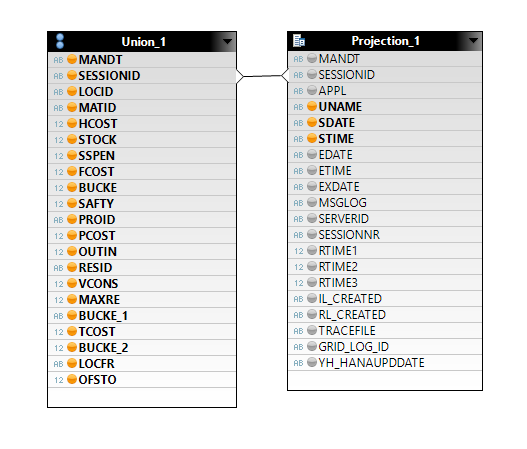 Union_1
AB MANDT
AB SESSIONID
AB LOCID
AB MATID
12 HCOST
12 STOCK
12 SSPEN
12 FCOST
12 BUCKE
12 SAFTY
AB PROID
12 PCOST
12 OUTIN
AB RESID
12 VCONS
12 MAXRE
AB BUCKE_1
12 TCOST
12 BUCKE_2
AB LOCFR
12 OFSTO
Projection_1
AB MANDT
AB SESSIONID
AB APPL
AB UNAME
AB SDATE
AB STIME
AB EDATE
AB ETIME
AB EXDATE
AB MSGLOG
AB SERVERID
AB SESSIONNR
12 RTIME1
12 RTIME2
12 RTIME3
AB IL_CREATED
AB RL_CREATED
AB TRACEFILE
AB GRID_LOG_ID
AB YH_HANAUPDDATE